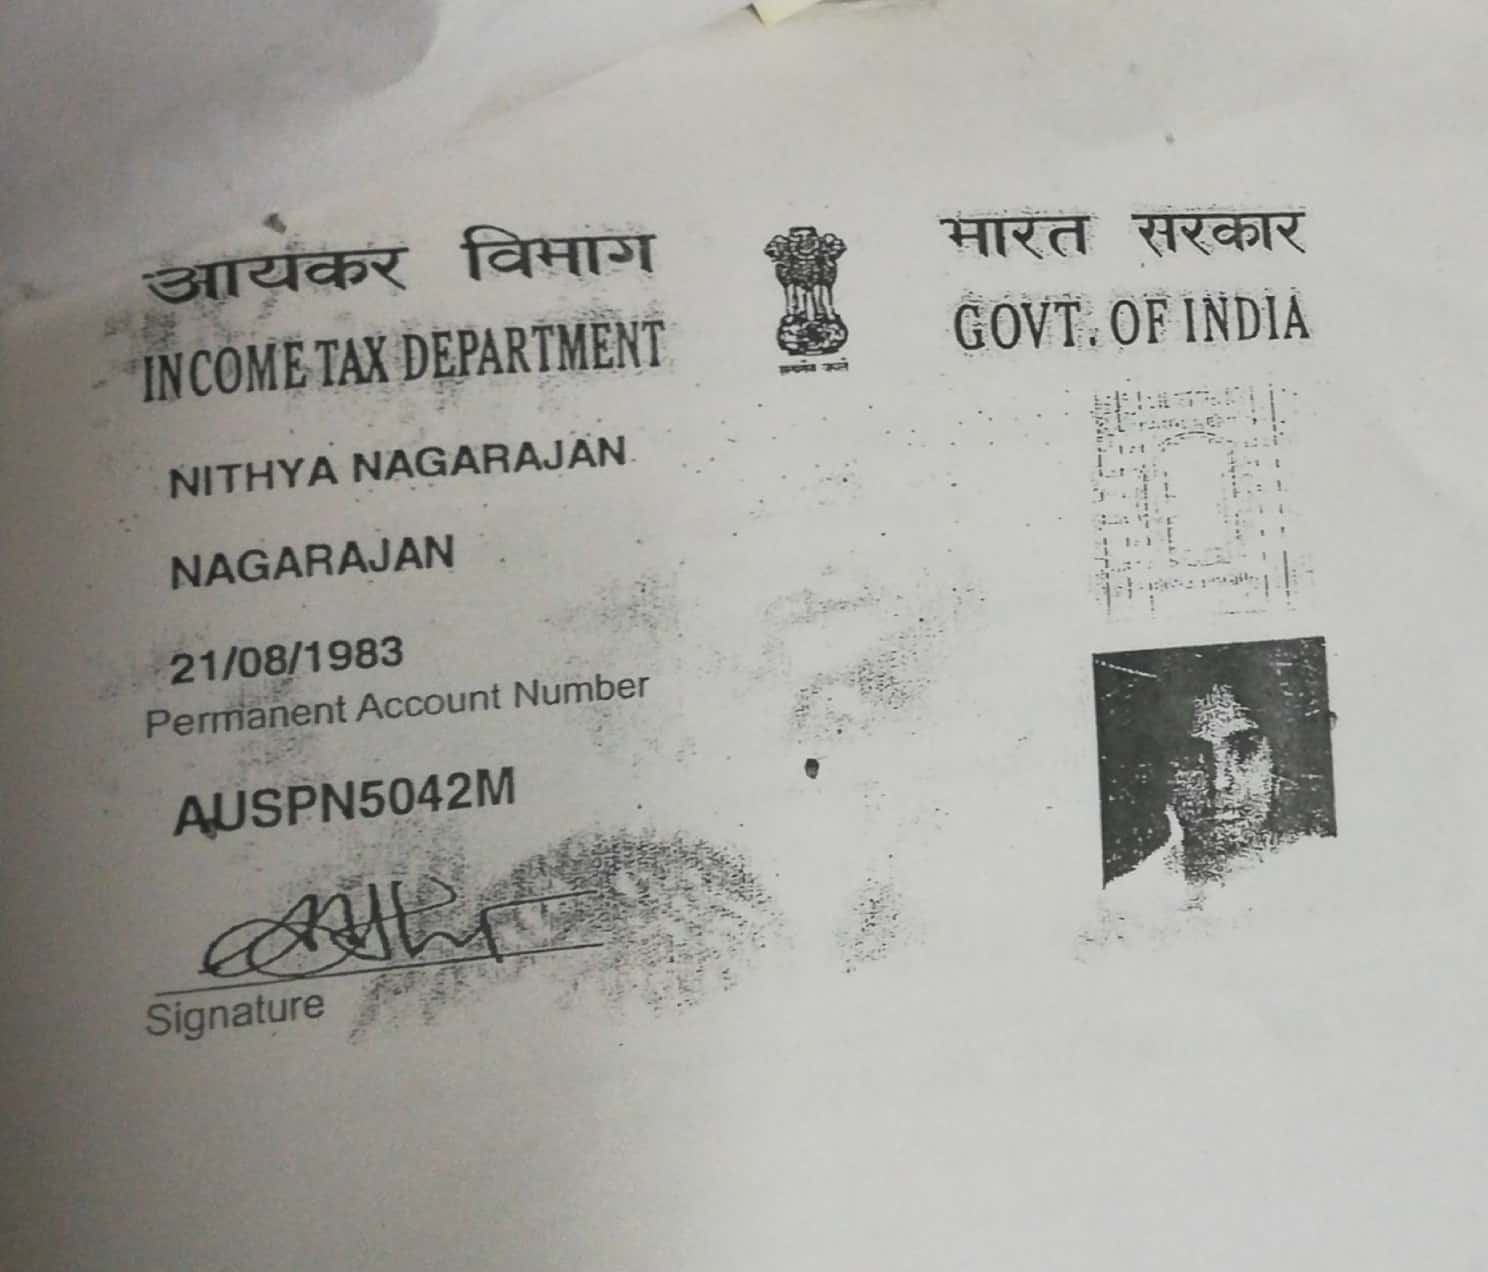 आयकर विभाग
INCOME TAX DEPARTMENT
भारत सरकार
GOVT. OF INDIA
NITHYA NAGARAJAN
NAGARAJAN
21/08/1983
Permanent Account Number
AUSPN5042M
Signature